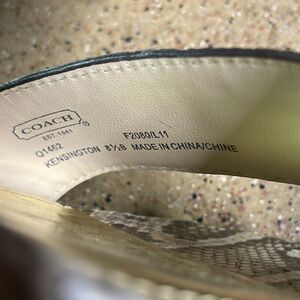 COACH
EST. 1941
®
Q1462 F2080/L11
KENSINGTON 8½B MADE IN CHINA/CHINE